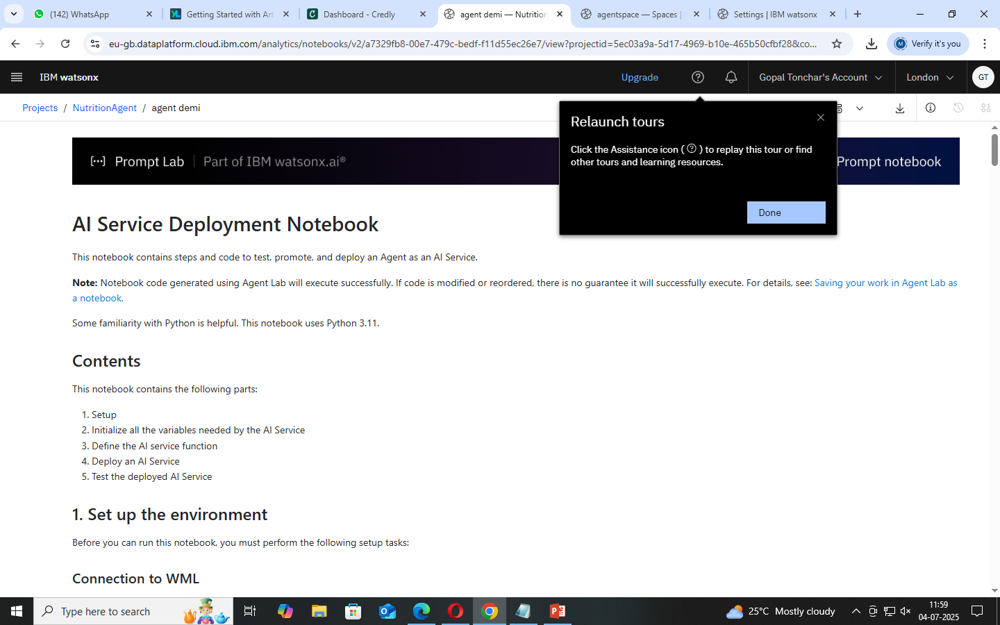 (142) WhatsApp
Getting Started with Art
Dashboard - Credly
agent demi — Nutrition
agentspace — Spaces |
Settings | IBM watsonx
eu-gb.dataplatform.cloud.ibm.com/analytics/notebooks/v2/a7329fb8-00e7-479c-bedf-f11d55ec26e7/view?projectid=5ec03a9a-5d17-4969-b10e-465b50cfbf28&co...
M Verify it's you
IBM watsonx
Upgrade
Gopal Tonchar's Account
London
GT
Projects / NutritionAgent / agent demi
Relaunch tours
Click the Assistance icon ( ? ) to replay this tour or find
other tours and learning resources.
Done
Prompt Lab | Part of IBM watsonx.ai®
Prompt notebook
AI Service Deployment Notebook
This notebook contains steps and code to test, promote, and deploy an Agent as an AI Service.
Note: Notebook code generated using Agent Lab will execute successfully. If code is modified or reordered, there is no guarantee it will successfully execute. For details, see: Saving your work in Agent Lab as
a notebook.
Some familiarity with Python is helpful. This notebook uses Python 3.11.
Contents
This notebook contains the following parts:
1. Setup
2. Initialize all the variables needed by the AI Service
3. Define the AI service function
4. Deploy an AI Service
5. Test the deployed AI Service
1. Set up the environment
Before you can run this notebook, you must perform the following setup tasks:
Connection to WML
Type here to search
25°C Mostly cloudy
11:59
04-07-2025